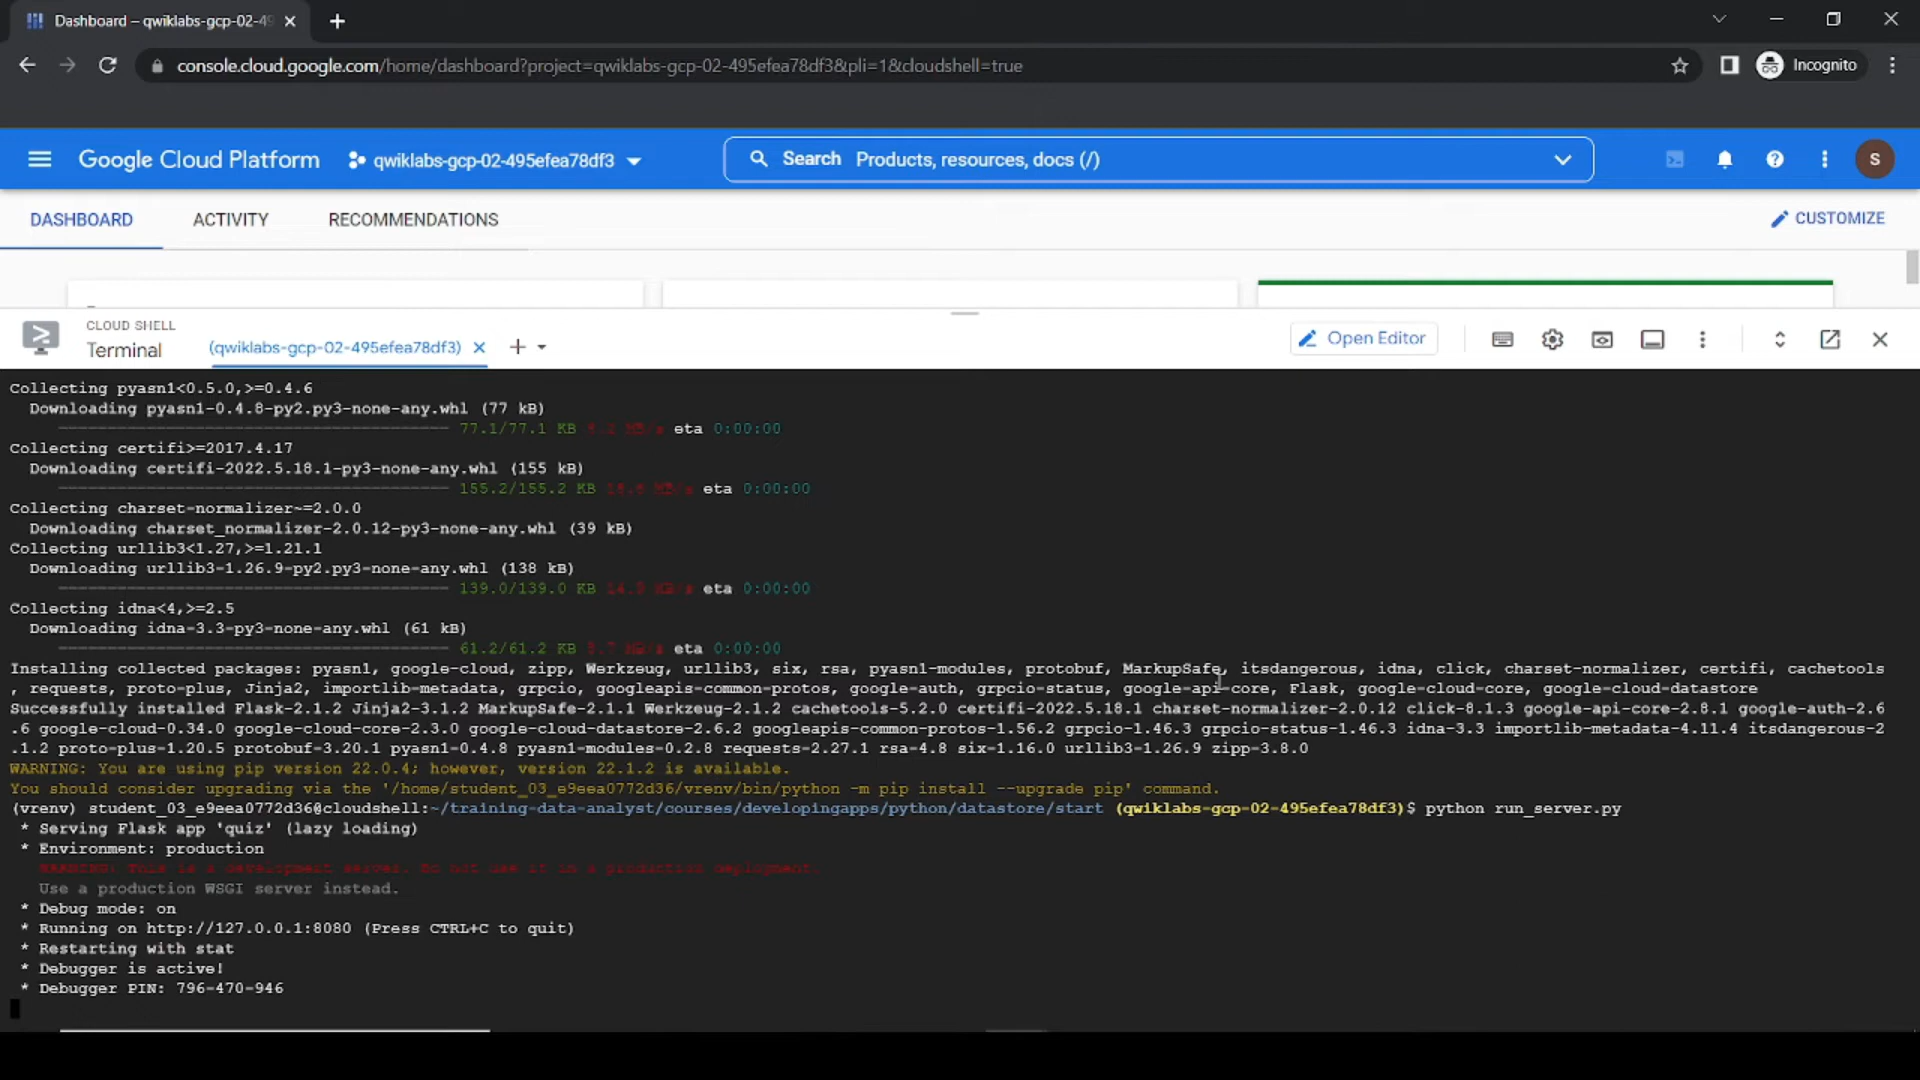 Dashboard – qwiklabs-gcp-02-49
console.cloud.google.com/home/dashboard?project=qwiklabs-gcp-02-495efea78df3&pli=1&cloudshell=true
Incognito
Google Cloud Platform
qwiklabs-gcp-02-495efea78df3
Search Products, resources, docs (/)
S
DASHBOARD
ACTIVITY
RECOMMENDATIONS
CUSTOMIZE
CLOUD SHELL
Terminal
(qwiklabs-gcp-02-495efea78df3)
Open Editor
Collecting pyasn1<0.5.0,>=0.4.6
Downloading pyasn1-0.4.8-py2.py3-none-any.whl (77 kB)
77.1/77.1 KB eta 0:00:00
Collecting certifi>=2017.4.17
Downloading certifi-2022.5.18.1-py3-none-any.whl (155 kB)
155.2/155.2 KB eta 0:00:00
Collecting charset-normalizer~=2.0.0
Downloading charset_normalizer-2.0.12-py3-none-any.whl (39 kB)
Collecting urllib3<1.27,>=1.21.1
Downloading urllib3-1.26.9-py2.py3-none-any.whl (138 kB)
139.0/139.0 KB eta 0:00:00
Collecting idna<4,>=2.5
Downloading idna-3.3-py3-none-any.whl (61 kB)
61.2/61.2 KB eta 0:00:00
Installing collected packages: pyasn1, google-cloud, zipp, Werkzeug, urllib3, six, rsa, pyasn1-modules, protobuf, MarkupSafe, itsdangerous, idna, click, charset-normalizer, certifi, cachetools
, requests, proto-plus, Jinja2, importlib-metadata, grpcio, googleapis-common-protos, google-auth, grpcio-status, google-api-core, Flask, google-cloud-core, google-cloud-datastore
Successfully installed Flask-2.1.2 Jinja2-3.1.2 MarkupSafe-2.1.1 Werkzeug-2.1.2 cachetools-5.2.0 certifi-2022.5.18.1 charset-normalizer-2.0.12 click-8.1.3 google-api-core-2.8.1 google-auth-2.6
.6 google-cloud-0.34.0 google-cloud-core-2.3.0 google-cloud-datastore-2.6.2 googleapis-common-protos-1.56.2 grpcio-1.46.3 grpcio-status-1.46.3 idna-3.3 importlib-metadata-4.11.4 itsdangerous-2
.1.2 proto-plus-1.20.5 protobuf-3.20.1 pyasn1-0.4.8 pyasn1-modules-0.2.8 requests-2.27.1 rsa-4.8 six-1.16.0 urllib3-1.26.9 zipp-3.8.0
WARNING: You are using pip version 22.0.4; however, version 22.1.2 is available.
You should consider upgrading via the '/home/student_03_e9eea0772d36/vrenv/bin/python -m pip install --upgrade pip' command.
(vrenv) student_03_e9eea0772d36@cloudshell:~/training-data-analyst/courses/developingapps/python/datastore/start (qwiklabs-gcp-02-495efea78df3)$ python run_server.py
* Serving Flask app 'quiz' (lazy loading)
* Environment: production
WARNING: This is a development server. Do not use it in a production deployment.
Use a production WSGI server instead.
* Debug mode: on
* Running on http://127.0.0.1:8080 (Press CTRL+C to quit)
* Restarting with stat
* Debugger is active!
* Debugger PIN: 796-470-946